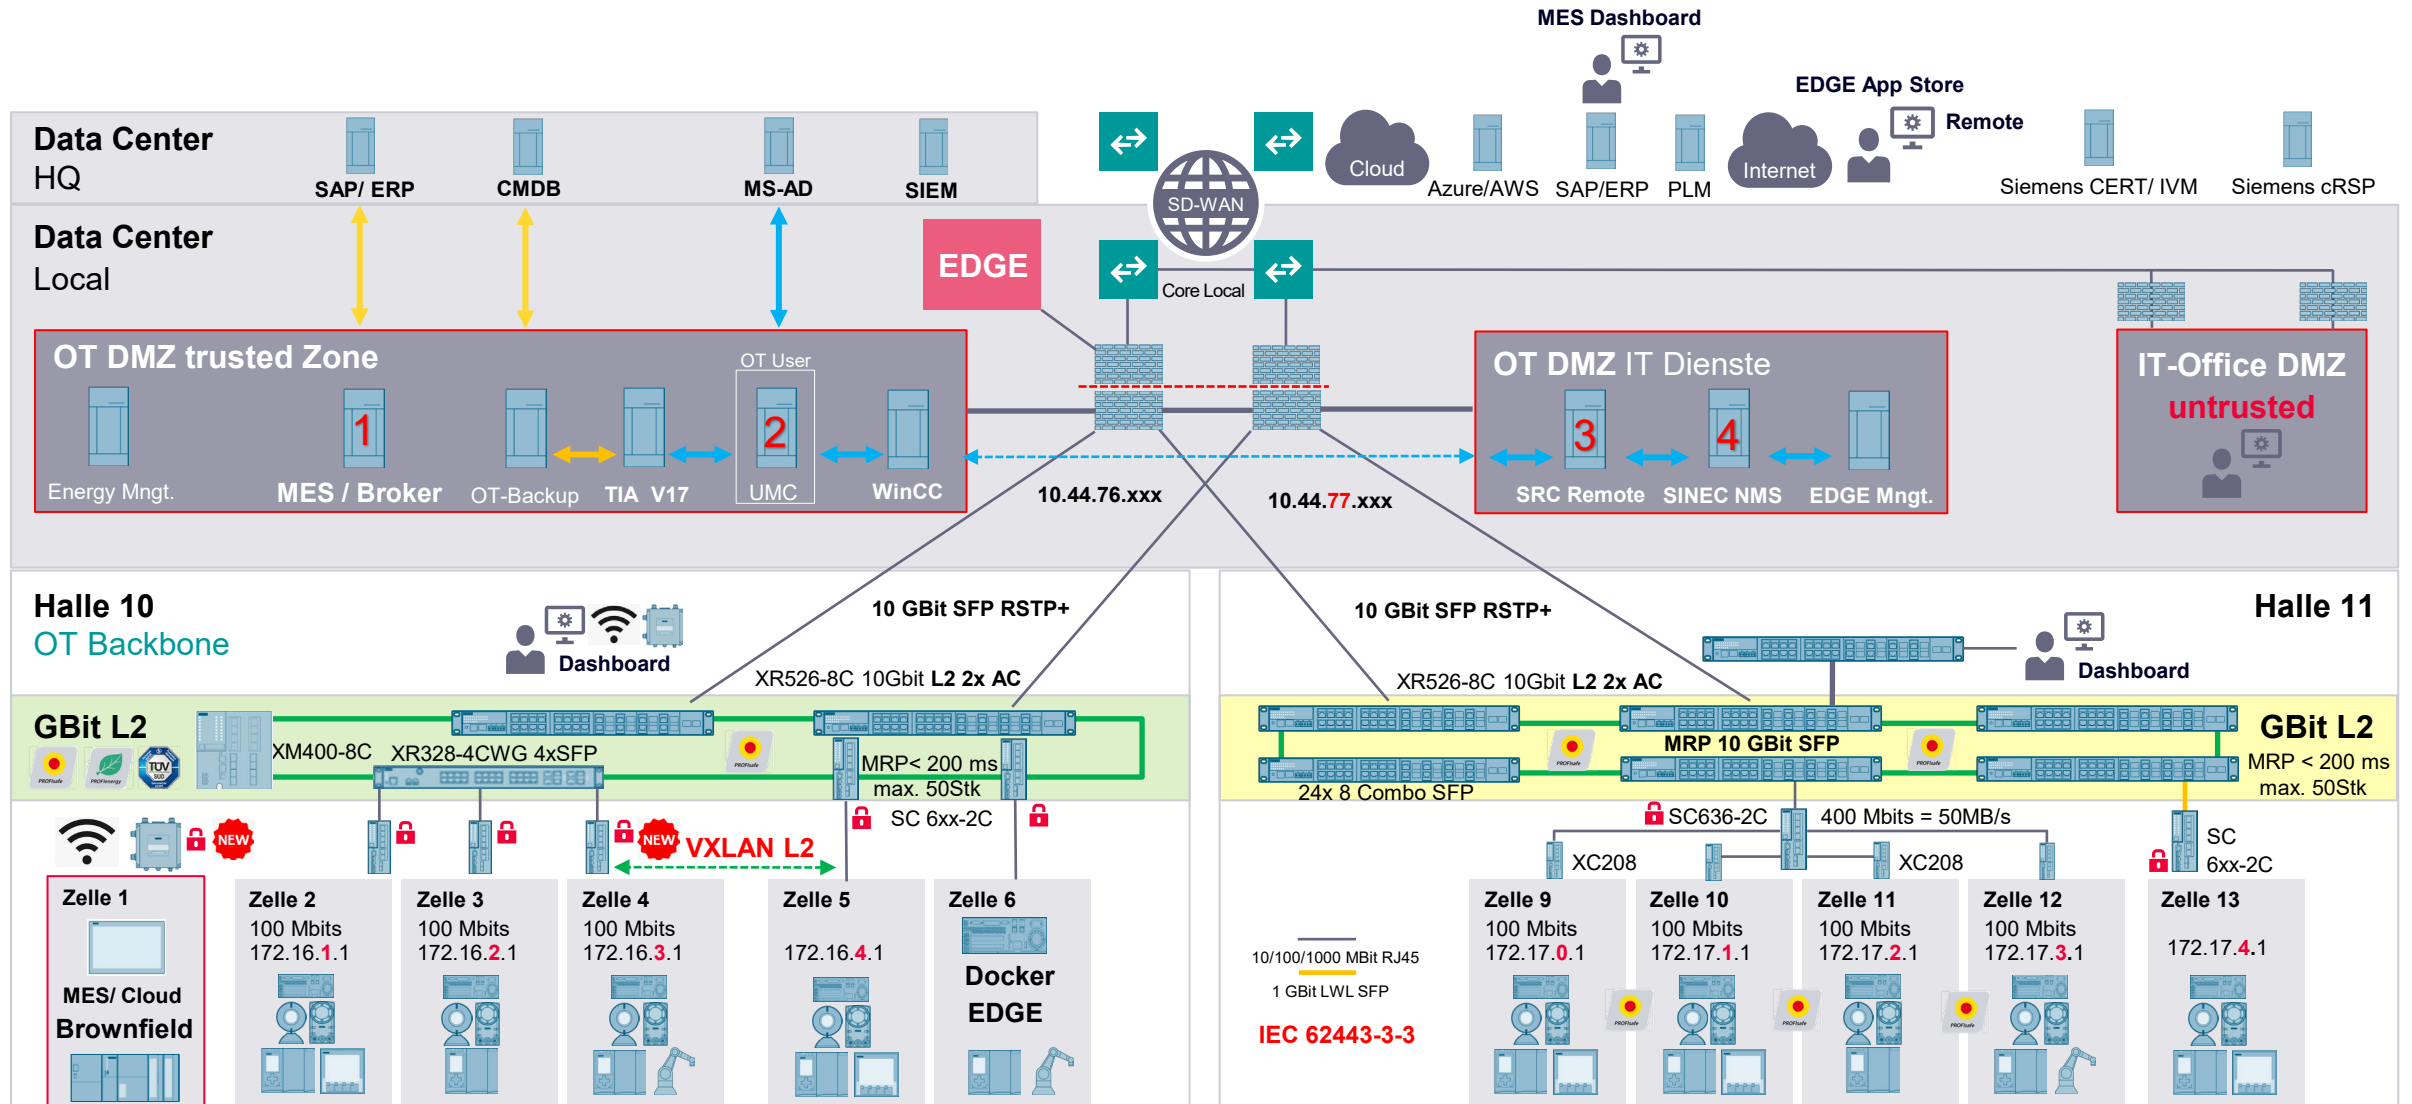 MES Dashboard
EDGE App Store
Remote
Data Center
HQ
SAP/ ERP
CMDB
MS-AD
SIEM
SD-WAN
Cloud
Azure/AWS
SAP/ERP
PLM
Internet
Siemens CERT/ IVM
Siemens cRSP
Data Center
Local
EDGE
Core Local
OT DMZ trusted Zone
OT User
1
2
Energy Mngt.
MES / Broker
OT-Backup
TIA V17
UMC
WinCC
10.44.76.xxx
10.44.77.xxx
OT DMZ IT Dienste
3
4
SRC Remote
SINEC NMS
EDGE Mngt.
IT-Office DMZ
untrusted
Halle 10
OT Backbone
Dashboard
10 GBit SFP RSTP+
XR526-8C 10Gbit L2 2x AC
10 GBit SFP RSTP+
XR526-8C 10Gbit L2 2x AC
Halle 11
Dashboard
GBit L2
PROFIsafe
PROFIenergy
TÜV
SÜD
XM400-8C
XR328-4CWG 4xSFP
PROFIsafe
MRP< 200 ms
max. 50Stk
SC 6xx-2C
PROFIsafe
MRP 10 GBit SFP
PROFIsafe
24x 8 Combo SFP
GBit L2
MRP < 200 ms
max. 50Stk
NEW
NEW
VXLAN L2
SC636-2C
400 Mbits = 50MB/s
XC208
XC208
SC
6xx-2C
Zelle 1
MES/ Cloud
Brownfield
Zelle 2
100 Mbits
172.16.1.1
Zelle 3
100 Mbits
172.16.2.1
Zelle 4
100 Mbits
172.16.3.1
Zelle 5
172.16.4.1
Zelle 6
Docker
EDGE
10/100/1000 MBit RJ45
1 GBit LWL SFP
IEC 62443-3-3
Zelle 9
100 Mbits
172.17.0.1
PROFIsafe
Zelle 10
100 Mbits
172.17.1.1
PROFIsafe
Zelle 11
100 Mbits
172.17.2.1
PROFIsafe
Zelle 12
100 Mbits
172.17.3.1
Zelle 13
172.17.4.1